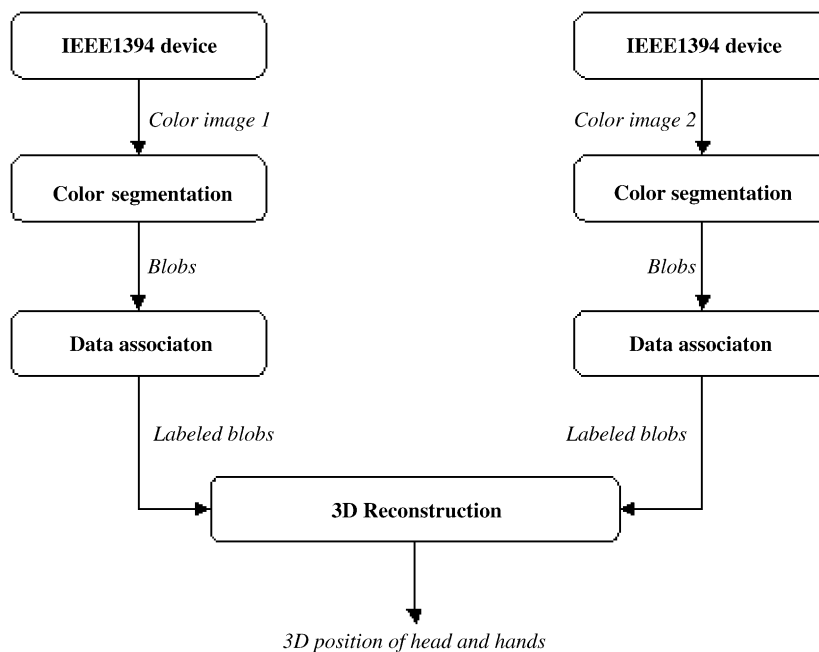 IEEE1394 device
IEEE1394 device
Color image 1
Color image 2
Color segmentation
Color segmentation
Blobs
Blobs
Data associaton
Data associaton
Labeled blobs
Labeled blobs
3D Reconstruction
3D position of head and hands